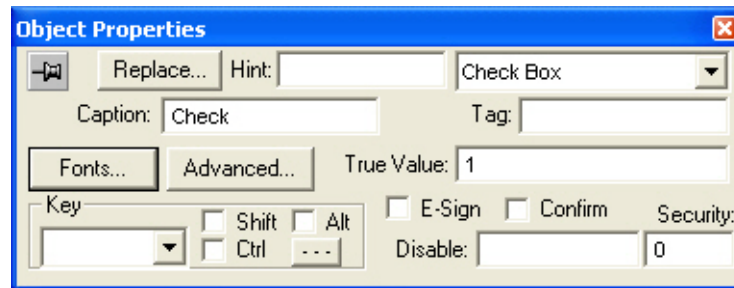 Object Properties
Replace... Hint: Check Box
Caption: Check Tag:
Fonts... Advanced... True Value: 1
Key Shift Alt E-Sign Confirm Security:
Ctrl ... Disable: 0